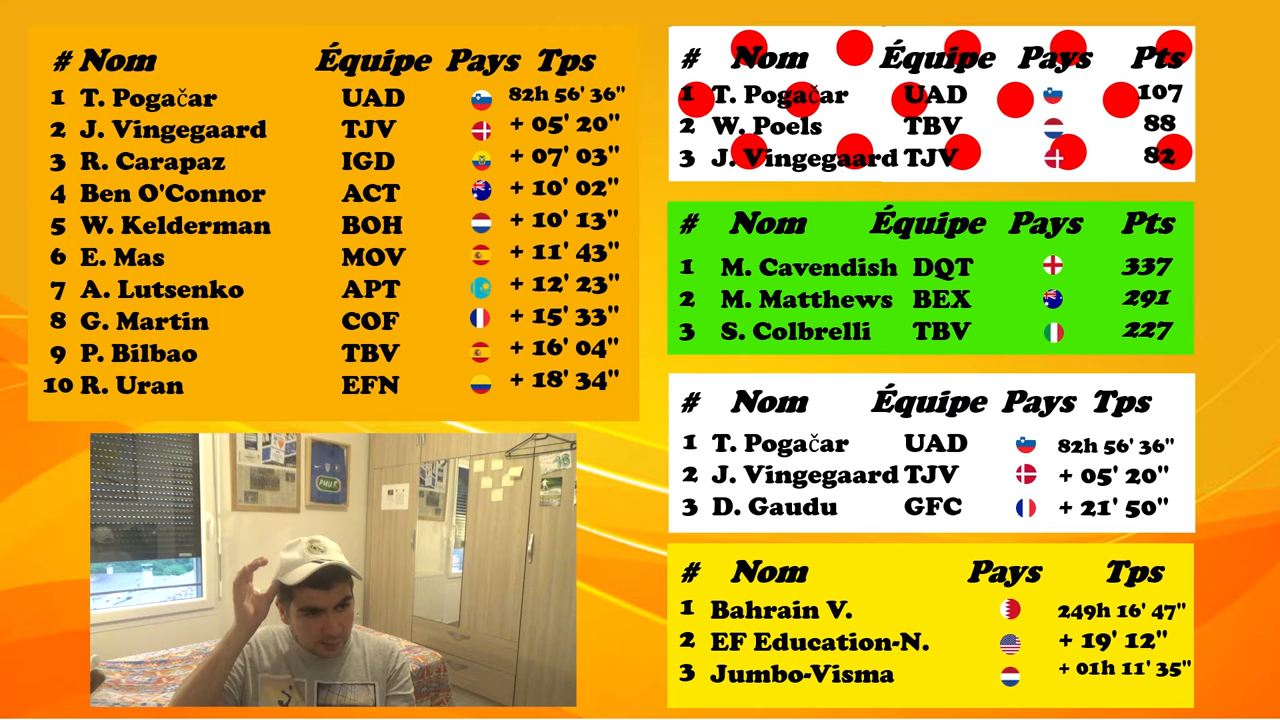 # Nom Équipe Pays Tps
1 T. Pogačar UAD 82h 56' 36"
2 J. Vingegaard TJV + 05' 20"
3 R. Carapaz IGD + 07' 03"
4 Ben O'Connor ACT + 10' 02"
5 W. Kelderman BOH + 10' 13"
6 E. Mas MOV + 11' 43"
7 A. Lutsenko APT + 12' 23"
8 G. Martin COF + 15' 33"
9 P. Bilbao TBV + 16' 04"
10 R. Uran EFN + 18' 34"
# Nom Équipe Pays Pts
1 T. Pogačar UAD 107
2 W. Poels TBV 88
3 J. Vingegaard TJV 82
# Nom Équipe Pays Pts
1 M. Cavendish DQT 337
2 M. Matthews BEX 291
3 S. Colbrelli TBV 227
# Nom Équipe Pays Tps
1 T. Pogačar UAD 82h 56' 36"
2 J. Vingegaard TJV + 05' 20"
3 D. Gaudu GFC + 21' 50"
# Nom Pays Tps
1 Bahrain V. 249h 16' 47"
2 EF Education-N. + 19' 12"
3 Jumbo-Visma + 01h 11' 35"
PMU